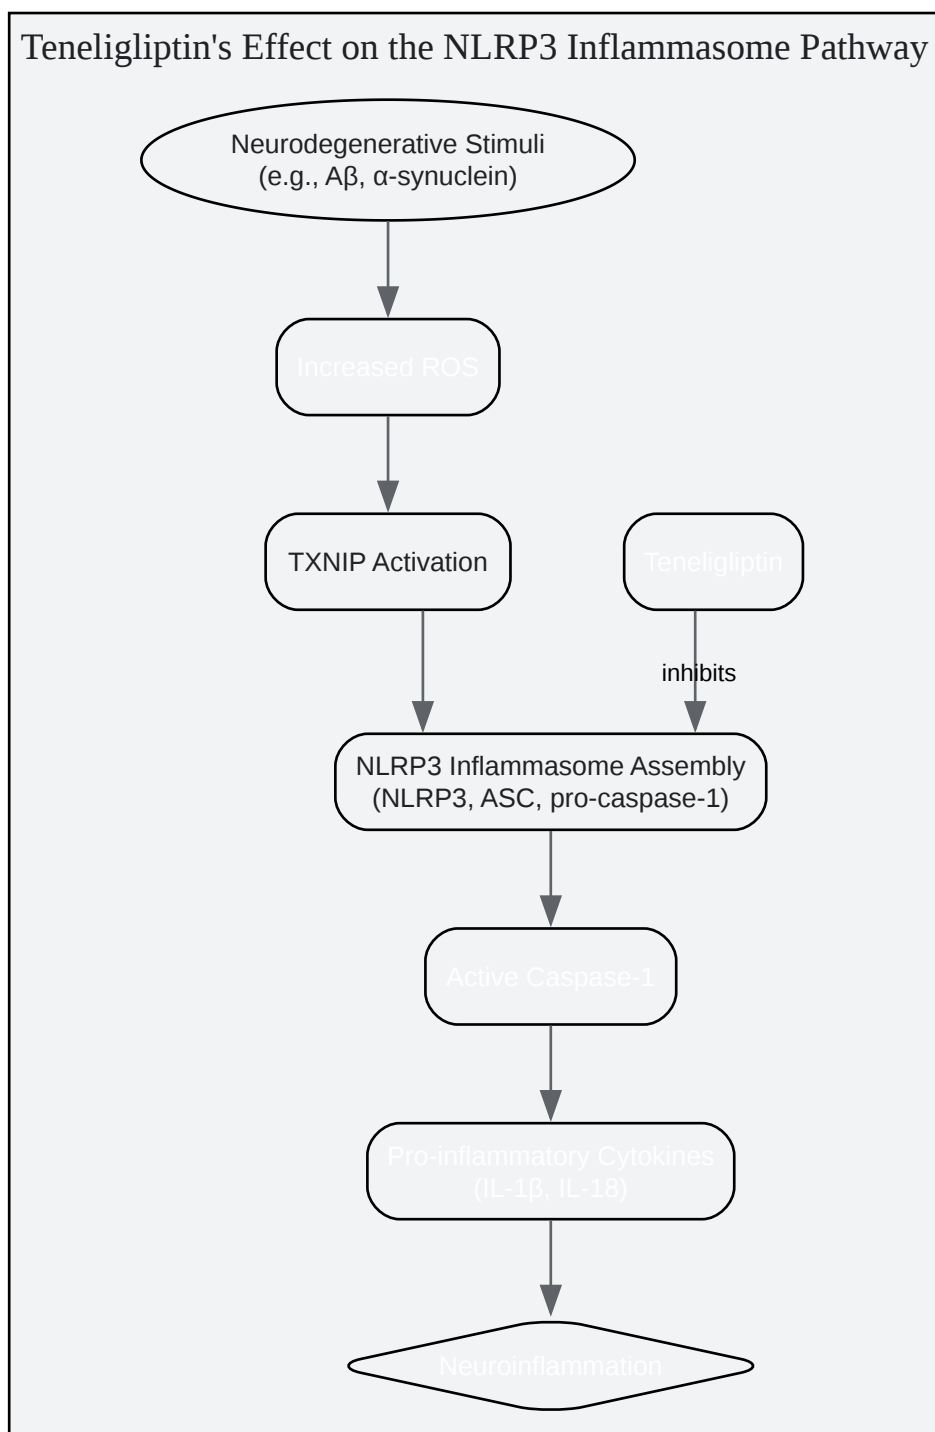 Teneligliptin's Effect on the NLRP3 Inflammasome Pathway
Neurodegenerative Stimuli
(e.g., Aβ, α-synuclein)
Increased ROS
TXNIP Activation
Teneligliptin
inhibits
NLRP3 Inflammasome Assembly
(NLRP3, ASC, pro-caspase-1)
Active Caspase-1
Pro-inflammatory Cytokines
(IL-1β, IL-18)
Neuroinflammation